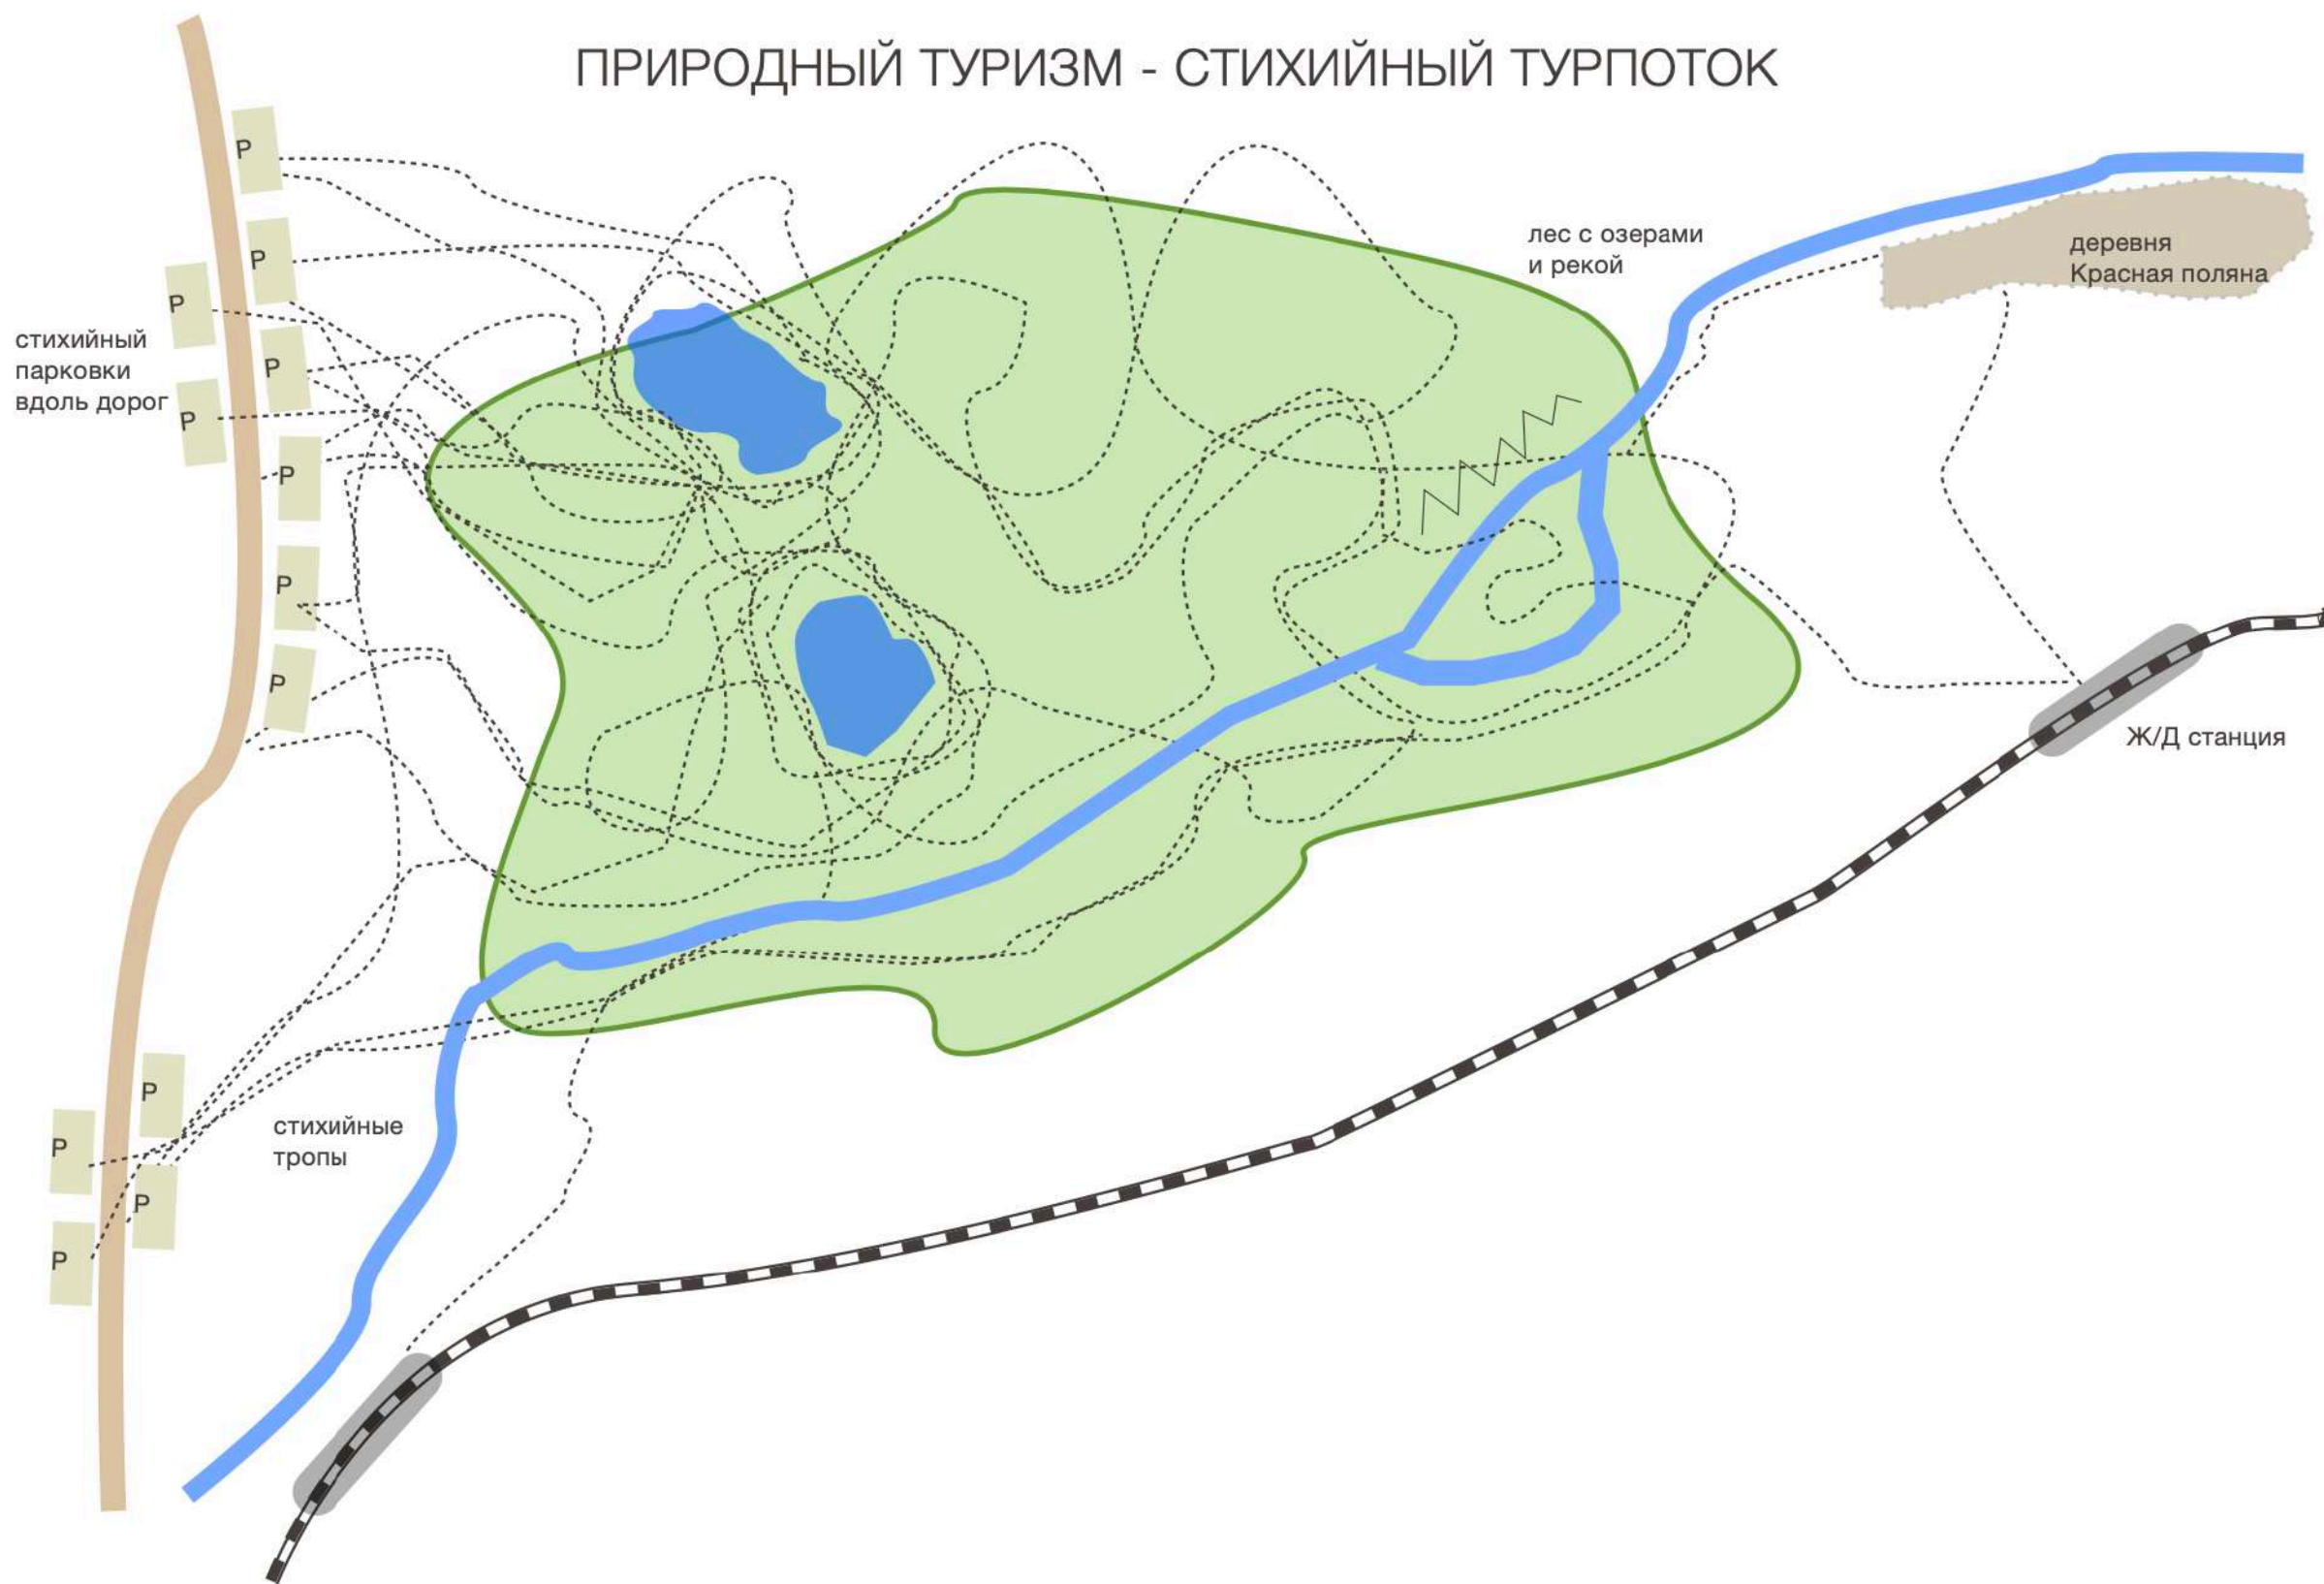 ПРИРОДНЫЙ ТУРИЗМ - СТИХИЙНЫЙ ТУРПОТОК
P
P
P
P
P
P
P
P
стихийный
парковки
вдоль дорог
лес с озерами
и рекой
деревня
Красная поляна
Ж/Д станция
P
P
P
P
стихийные
тропы